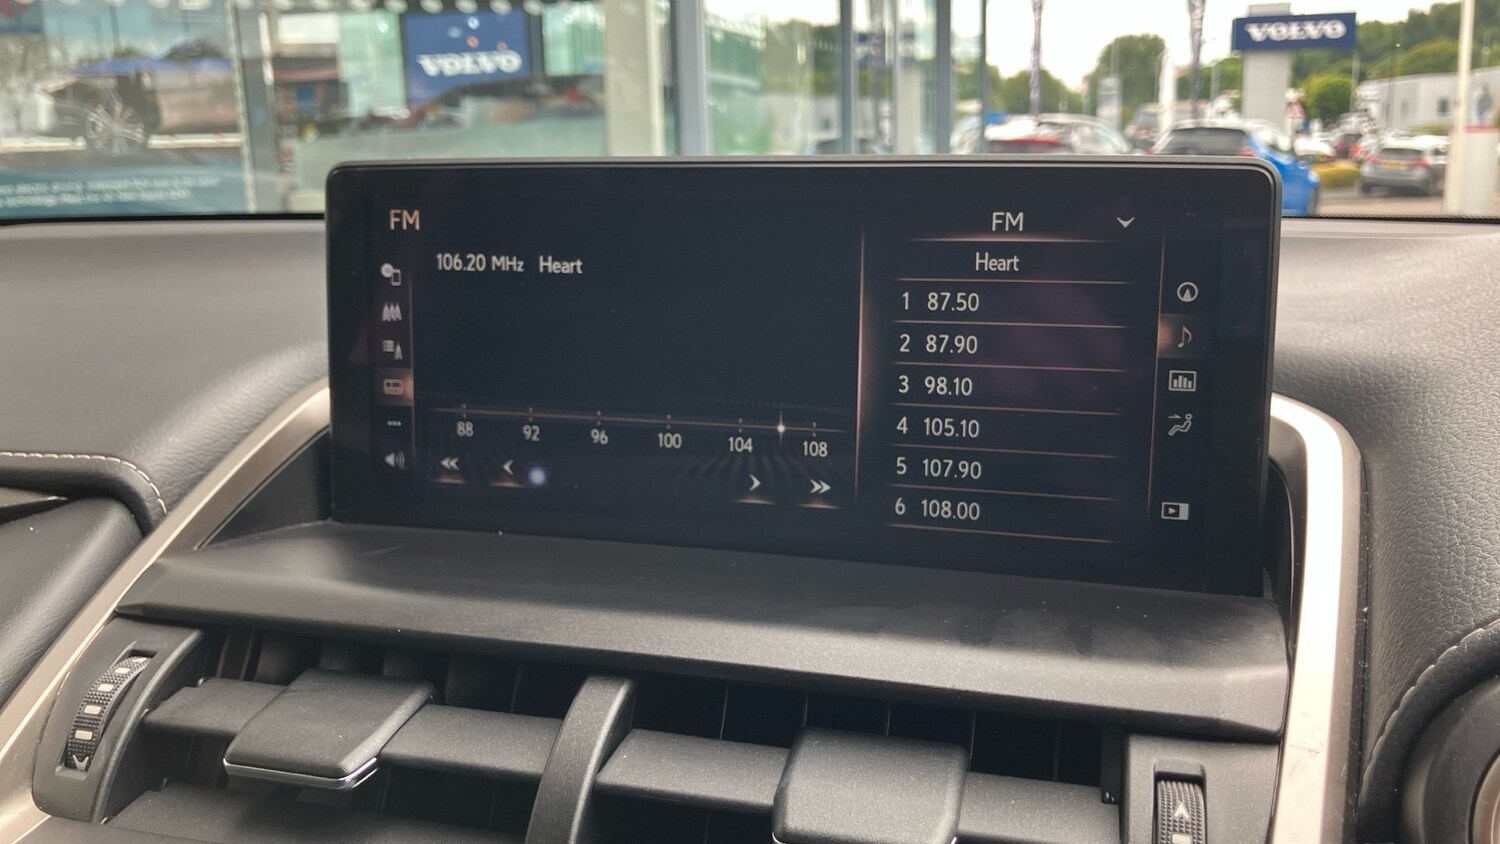 VOLVO
VOLVO
FM
106.20 MHz Heart
88 92 96 100 104 108
FM
Heart
1 87.50
2 87.90
3 98.10
4 105.10
5 107.90
6 108.00